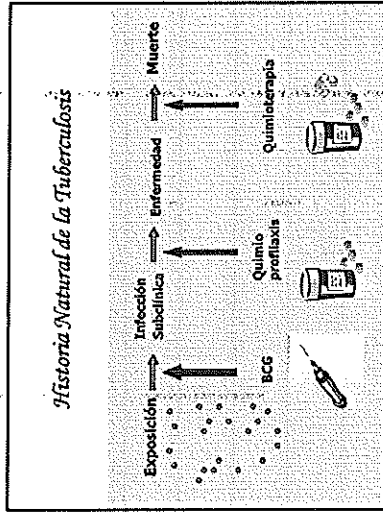 Historia Natural de la Tuberculosis
Exposición
Infección
Subclínica
Enfermedad
Muerte
BCG
Quimio
profilaxis
Quimioterapia